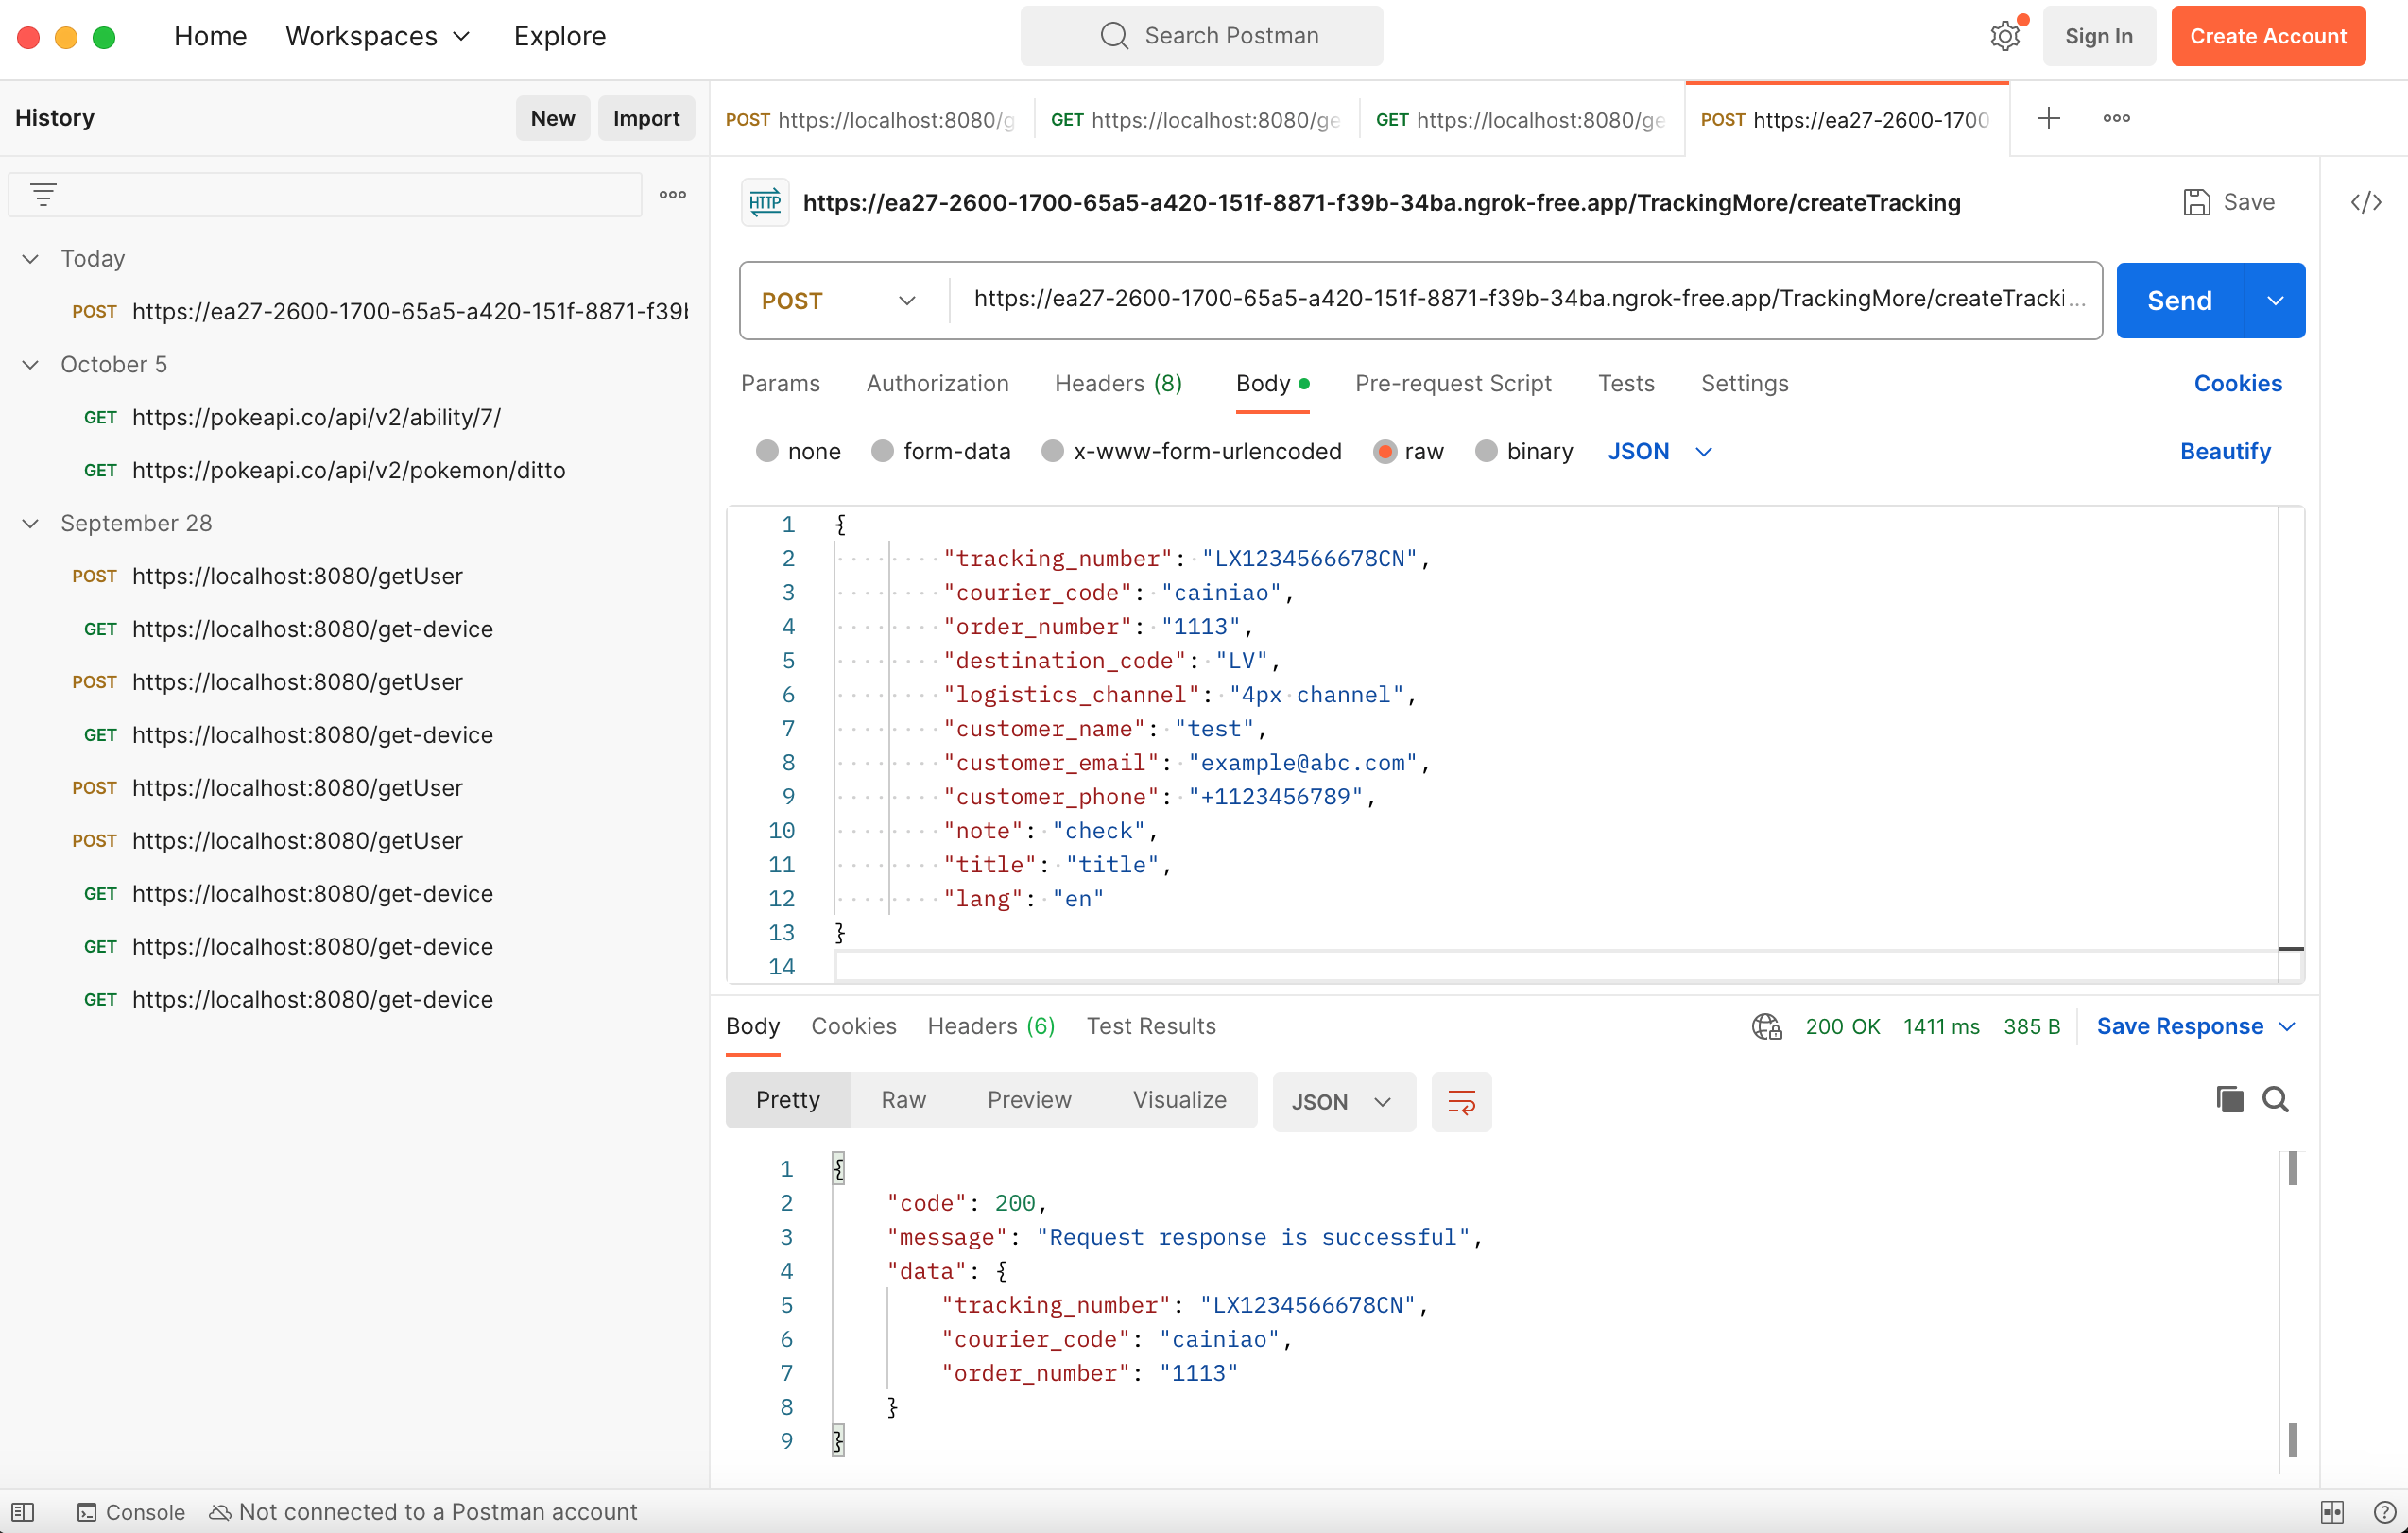 Home Workspaces Explore Search Postman Sign In Create Account
History New Import
POST https://localhost:8080/g GET https://localhost:8080/ge GET https://localhost:8080/ge POST https://ea27-2600-1700
HTTP https://ea27-2600-1700-65a5-a420-151f-8871-f39b-34ba.ngrok-free.app/TrackingMore/createTracking Save </>
Today
POST https://ea27-2600-1700-65a5-a420-151f-8871-f39b
October 5
GET https://pokeapi.co/api/v2/ability/7/
GET https://pokeapi.co/api/v2/pokemon/ditto
September 28
POST https://localhost:8080/getUser
GET https://localhost:8080/get-device
POST https://localhost:8080/getUser
GET https://localhost:8080/get-device
POST https://localhost:8080/getUser
POST https://localhost:8080/getUser
GET https://localhost:8080/get-device
GET https://localhost:8080/get-device
GET https://localhost:8080/get-device
POST https://ea27-2600-1700-65a5-a420-151f-8871-f39b-34ba.ngrok-free.app/TrackingMore/createTracki... Send
Params Authorization Headers (8) Body Pre-request Script Tests Settings Cookies
none form-data x-www-form-urlencoded raw binary JSON Beautify
1 {
2 "tracking_number": "LX1234566678CN",
3 "courier_code": "cainiao",
4 "order_number": "1113",
5 "destination_code": "LV",
6 "logistics_channel": "4px channel",
7 "customer_name": "test",
8 "customer_email": "example@abc.com",
9 "customer_phone": "+1123456789",
10 "note": "check",
11 "title": "title",
12 "lang": "en"
13 }
14
Body Cookies Headers (6) Test Results 200 OK 1411 ms 385 B Save Response
Pretty Raw Preview Visualize JSON
1 {
2 "code": 200,
3 "message": "Request response is successful",
4 "data": {
5 "tracking_number": "LX1234566678CN",
6 "courier_code": "cainiao",
7 "order_number": "1113"
8 }
9 }
Console Not connected to a Postman account